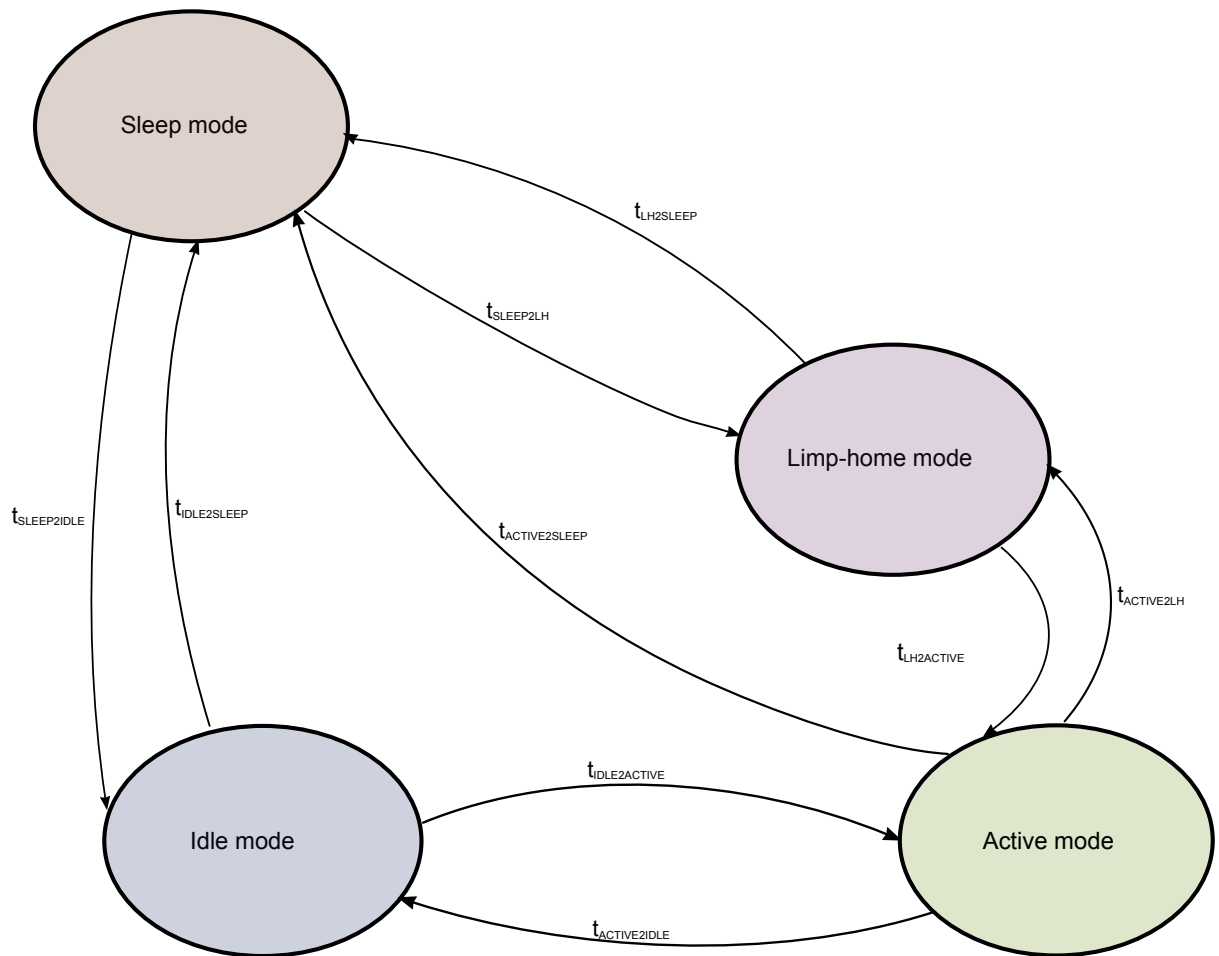 Sleep mode
tLH2SLEEP
tSLEEP2LH
Limp-home mode
tSLEEP2IDLE
tIDLE2SLEEP
tACTIVE2SLEEP
tACTIVE2LH
tLH2ACTIVE
tIDLE2ACTIVE
Idle mode
Active mode
tACTIVE2IDLE